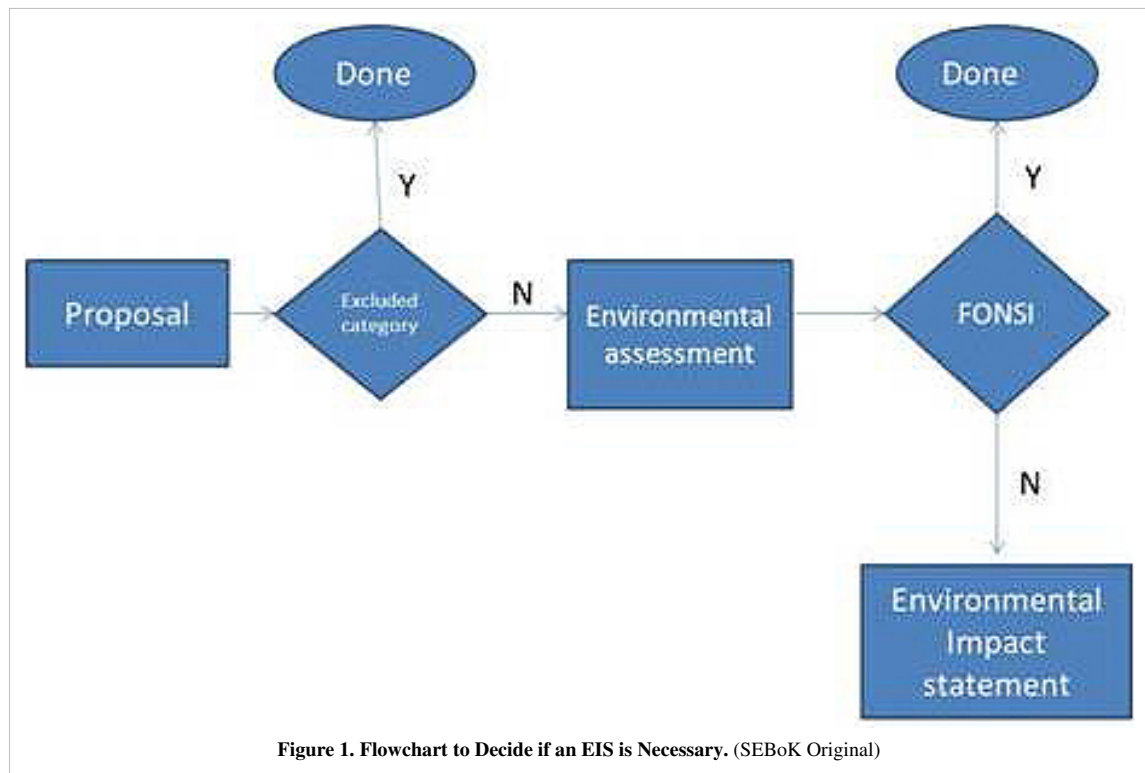 Done
Done
Y
Y
Proposal
Excluded
category
N
Environmental
assessment
FONSI
N
Environmental
Impact
statement
Figure 1. Flowchart to Decide if an EIS is Necessary. (SEBoK Original)